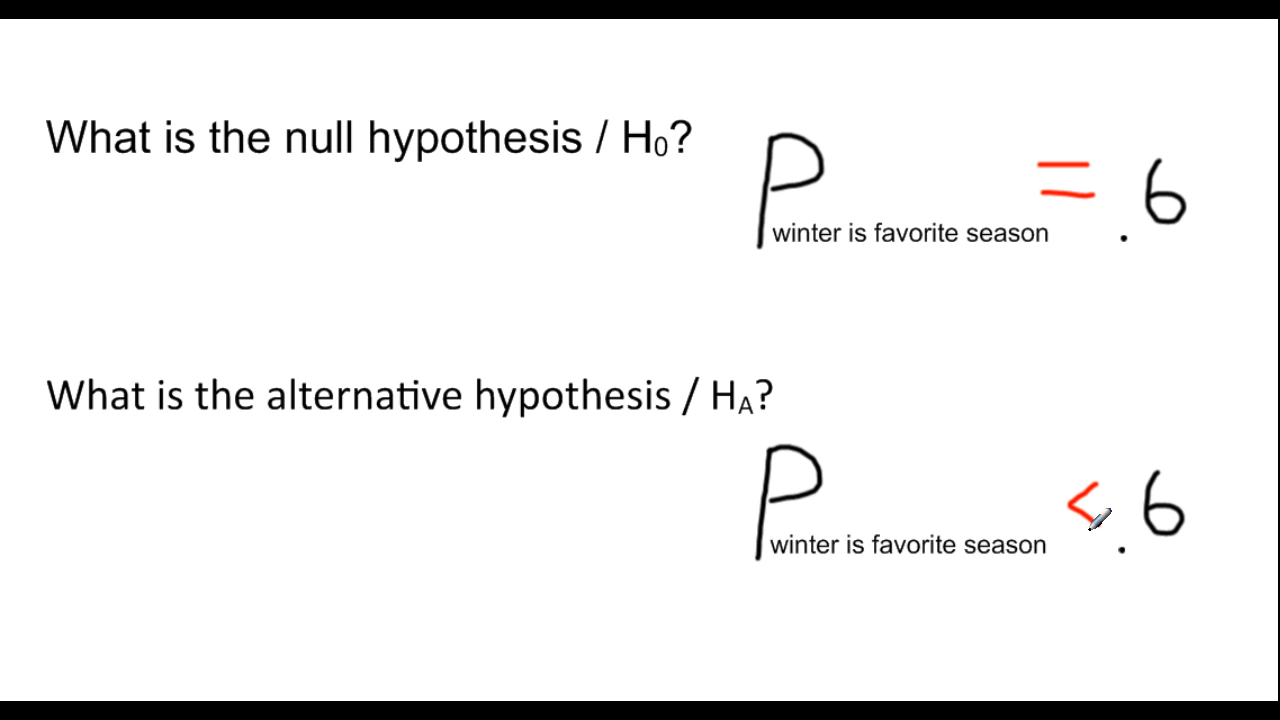 What is the null hypothesis / H₀?
P winter is favorite season = .6
What is the alternative hypothesis / Hₐ?
P winter is favorite season < .6